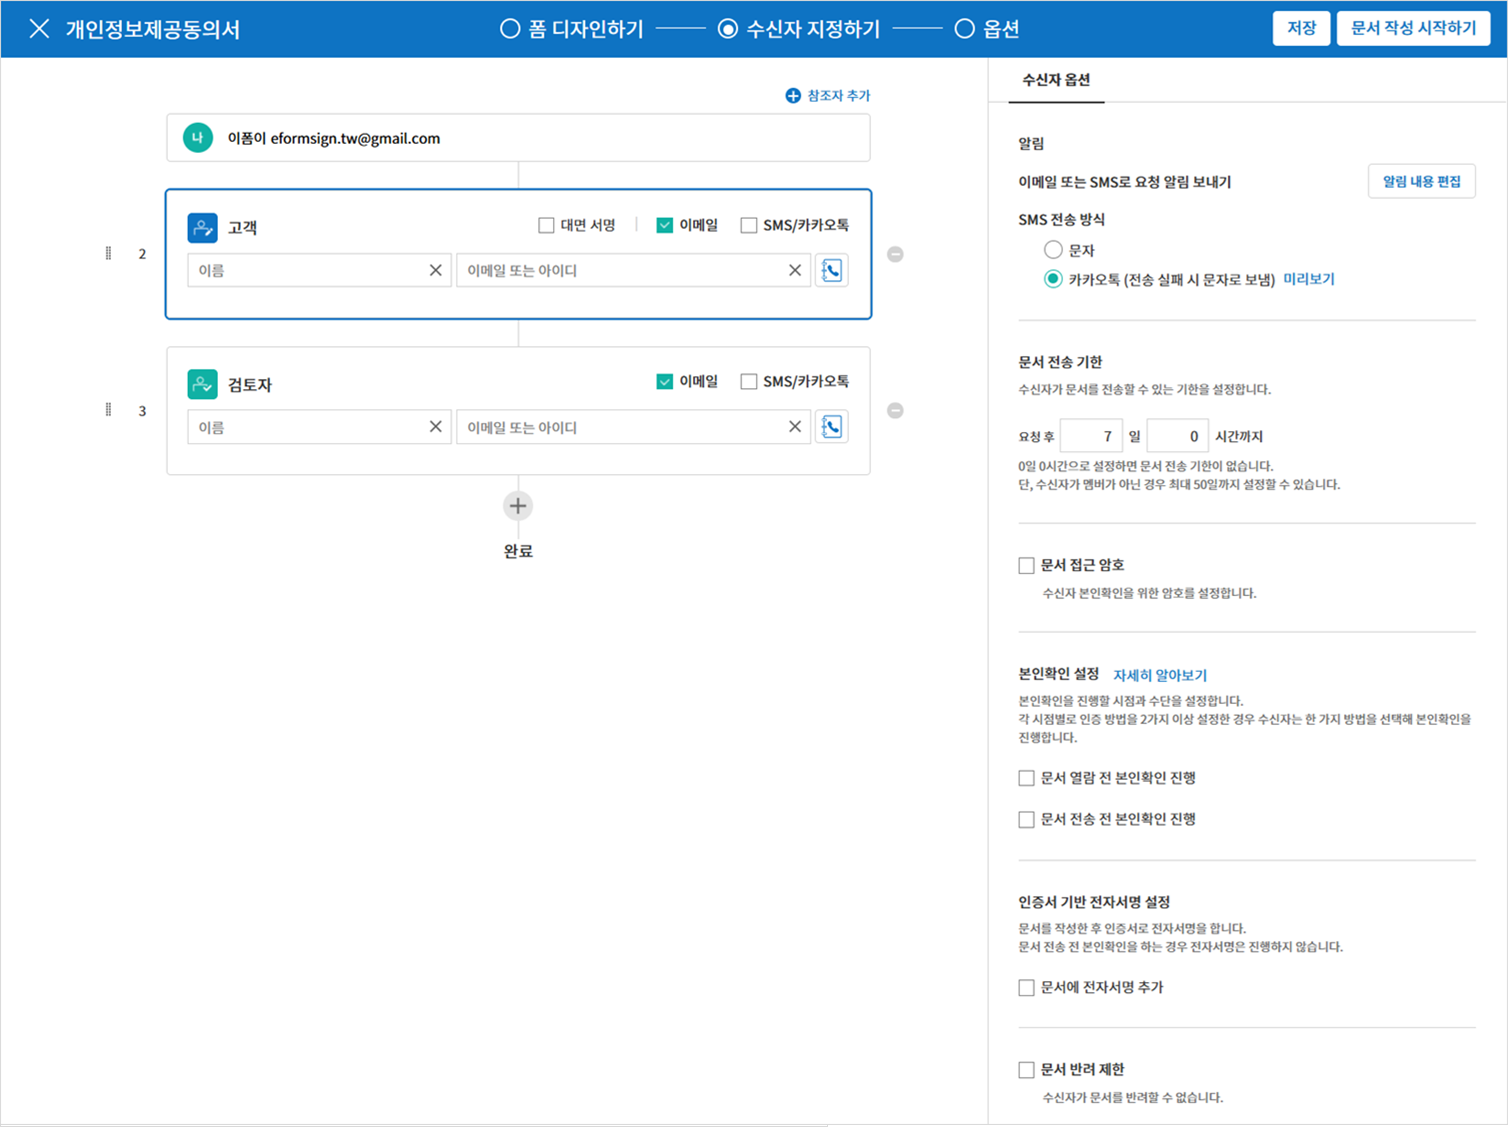 개인정보제공동의서
폼 디자인하기
수신자 지정하기
옵션
저장
문서 작성 시작하기
참조자 추가
나
이폼이 eformsign.tw@gmail.com
2
고객
대면 서명
이메일
SMS/카카오톡
이름
이메일 또는 아이디
3
검토자
이메일
SMS/카카오톡
이름
이메일 또는 아이디
완료
수신자 옵션
알림
이메일 또는 SMS로 요청 알림 보내기
알림 내용 편집
SMS 전송 방식
문자
카카오톡 (전송 실패 시 문자로 보냄) 미리보기
문서 전송 기한
수신자가 문서를 전송할 수 있는 기한을 설정합니다.
요청 후 7 일 0 시간까지
0일 0시간으로 설정하면 문서 전송 기한이 없습니다.
단, 수신자가 멤버가 아닌 경우 최대 50일까지 설정할 수 있습니다.
문서 접근 암호
수신자 본인확인을 위한 암호를 설정합니다.
본인확인 설정 자세히 알아보기
본인확인을 진행할 시점과 수단을 설정합니다.
각 시점별로 인증 방법을 2가지 이상 설정한 경우 수신자는 한 가지 방법을 선택해 본인확인을
진행합니다.
문서 열람 전 본인확인 진행
문서 전송 전 본인확인 진행
인증서 기반 전자서명 설정
문서를 작성한 후 인증서로 전자서명을 합니다.
문서 전송 전 본인확인을 하는 경우 전자서명은 진행하지 않습니다.
문서에 전자서명 추가
문서 반려 제한
수신자가 문서를 반려할 수 없습니다.